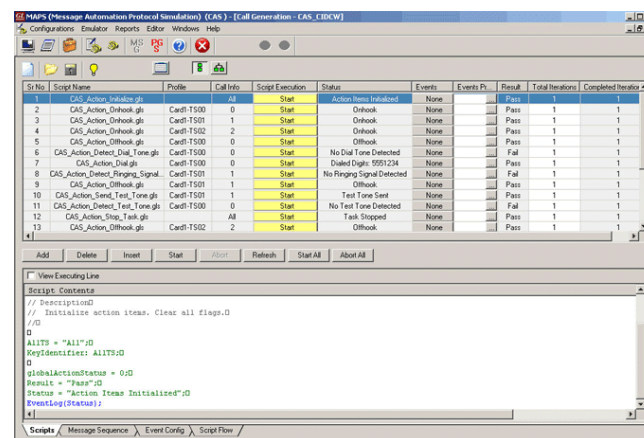 MAPS (Message Automation Protocol Simulation) (CAS ) - [Call Generation - CAS_CIDCW]
Configurations Emulator Reports Editor Windows Help
MS G PG S
Sr No Script Name Profile Call Info Script Execution Status Events Events Pr... Result Total Iterations Completed Iteration
1 CAS_Action_Initialize.gls All Start Action Items Initialized None ... Pass 1 1
2 CAS_Action_Onhook.gls Card1-TS00 0 Start Onhook None ... Pass 1 1
3 CAS_Action_Onhook.gls Card1-TS01 1 Start Onhook None ... Pass 1 1
4 CAS_Action_Onhook.gls Card1-TS02 2 Start Onhook None ... Pass 1 1
5 CAS_Action_Offhook.gls Card1-TS00 0 Start Offhook None ... Pass 1 1
6 CAS_Action_Detect_Dial_Tone.gls Card1-TS00 0 Start No Dial Tone Detected None ... Fail 1 1
7 CAS_Action_Dial.gls Card1-TS00 0 Start Dialed Digits: 5551234 None ... Pass 1 1
8 CAS_Action_Detect_Ringing_Signal... Card1-TS01 1 Start No Ringing Signal Detected None ... Fail 1 1
9 CAS_Action_Offhook.gls Card1-TS01 1 Start Offhook None ... Pass 1 1
10 CAS_Action_Send_Test_Tone.gls Card1-TS01 1 Start Test Tone Sent None ... Pass 1 1
11 CAS_Action_Detect_Test_Tone.gls Card1-TS00 0 Start No Test Tone Detected None ... Fail 1 1
12 CAS_Action_Stop_Task.gls All Start Task Stopped None ... Pass 1 1
13 CAS_Action_Offhook.gls Card1-TS02 2 Start Offhook None ... Pass 1 1
Add Delete Insert Start Abort Refresh Start All Abort All
View Executing Line
Script Contents
// Description
// Initialize action items. Clear all flags.
//
AllTS = "All";
KeyIdentifier: AllTS;
globalActionStatus = 0;
Result = "Pass";
Status = "Action Items Initialized";
EventLog(Status);
Scripts Message Sequence Event Config Script Flow